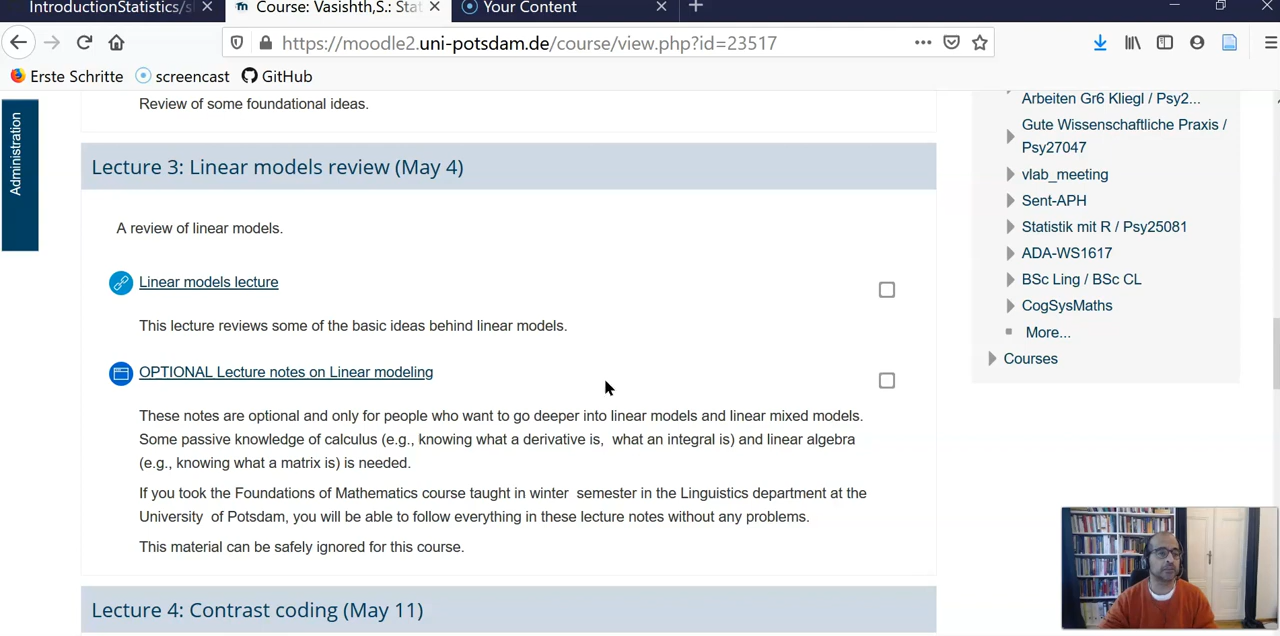 IntroductionStatistics/sl
Course: Vasishth,S.: Stat
Your Content
https://moodle2.uni-potsdam.de/course/view.php?id=23517
Erste Schritte
screencast
GitHub
Administration
Review of some foundational ideas.
Lecture 3: Linear models review (May 4)
A review of linear models.
Linear models lecture
This lecture reviews some of the basic ideas behind linear models.
OPTIONAL Lecture notes on Linear modeling
These notes are optional and only for people who want to go deeper into linear models and linear mixed models.
Some passive knowledge of calculus (e.g., knowing what a derivative is, what an integral is) and linear algebra
(e.g., knowing what a matrix is) is needed.
If you took the Foundations of Mathematics course taught in winter semester in the Linguistics department at the
University of Potsdam, you will be able to follow everything in these lecture notes without any problems.
This material can be safely ignored for this course.
Lecture 4: Contrast coding (May 11)
Arbeiten Gr6 Kliegl / Psy2...
Gute Wissenschaftliche Praxis /
Psy27047
vlab_meeting
Sent-APH
Statistik mit R / Psy25081
ADA-WS1617
BSc Ling / BSc CL
CogSysMaths
More...
Courses